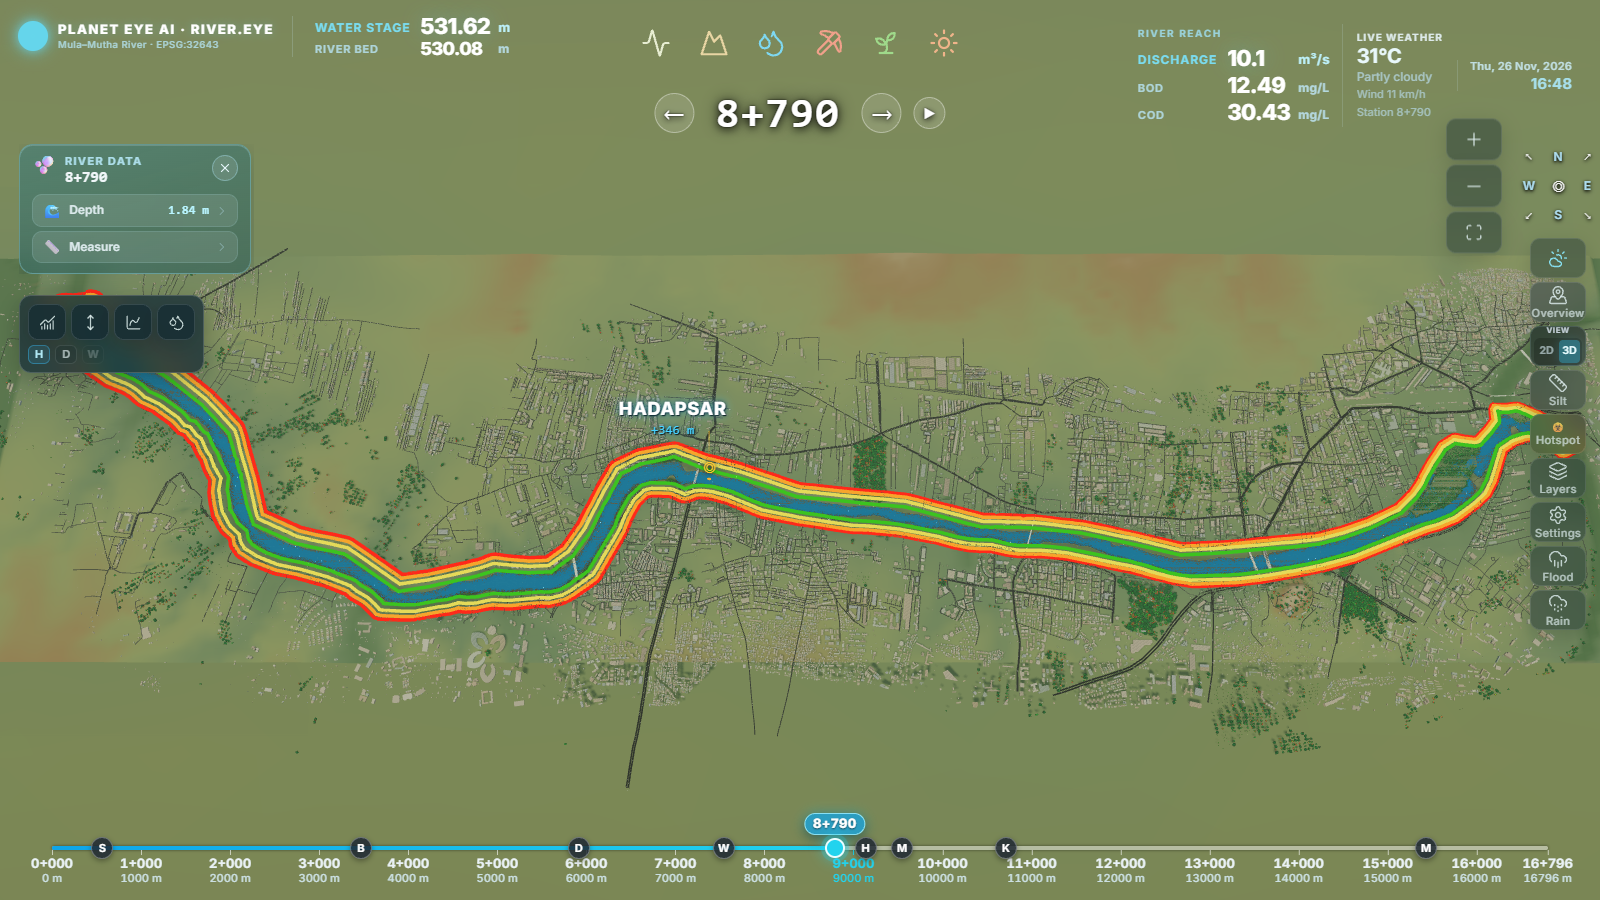 PLANET EYE AI · RIVER.EYE
Mula–Mutha River · EPSG:32643
WATER STAGE 531.62 m
RIVER BED 530.08 m
8+790
RIVER REACH
DISCHARGE 10.1 m³/s
BOD 12.49 mg/L
COD 30.43 mg/L
LIVE WEATHER
31°C
Partly cloudy
Wind 11 km/h
Station 8+790
Thu, 26 Nov, 2026
16:48
N
W E
S
RIVER DATA
8+790
Depth 1.84 m
Measure
H D W
HADAPSAR
+346 m
Overview
VIEW
2D 3D
Silt
Hotspot
Layers
Settings
Flood
Rain
8+790
S B D W H M K M
0+000 1+000 2+000 3+000 4+000 5+000 6+000 7+000 8+000 9+000 10+000 11+000 12+000 13+000 14+000 15+000 16+000 16+796
0 m 1000 m 2000 m 3000 m 4000 m 5000 m 6000 m 7000 m 8000 m 9000 m 10000 m 11000 m 12000 m 13000 m 14000 m 15000 m 16000 m 16796 m